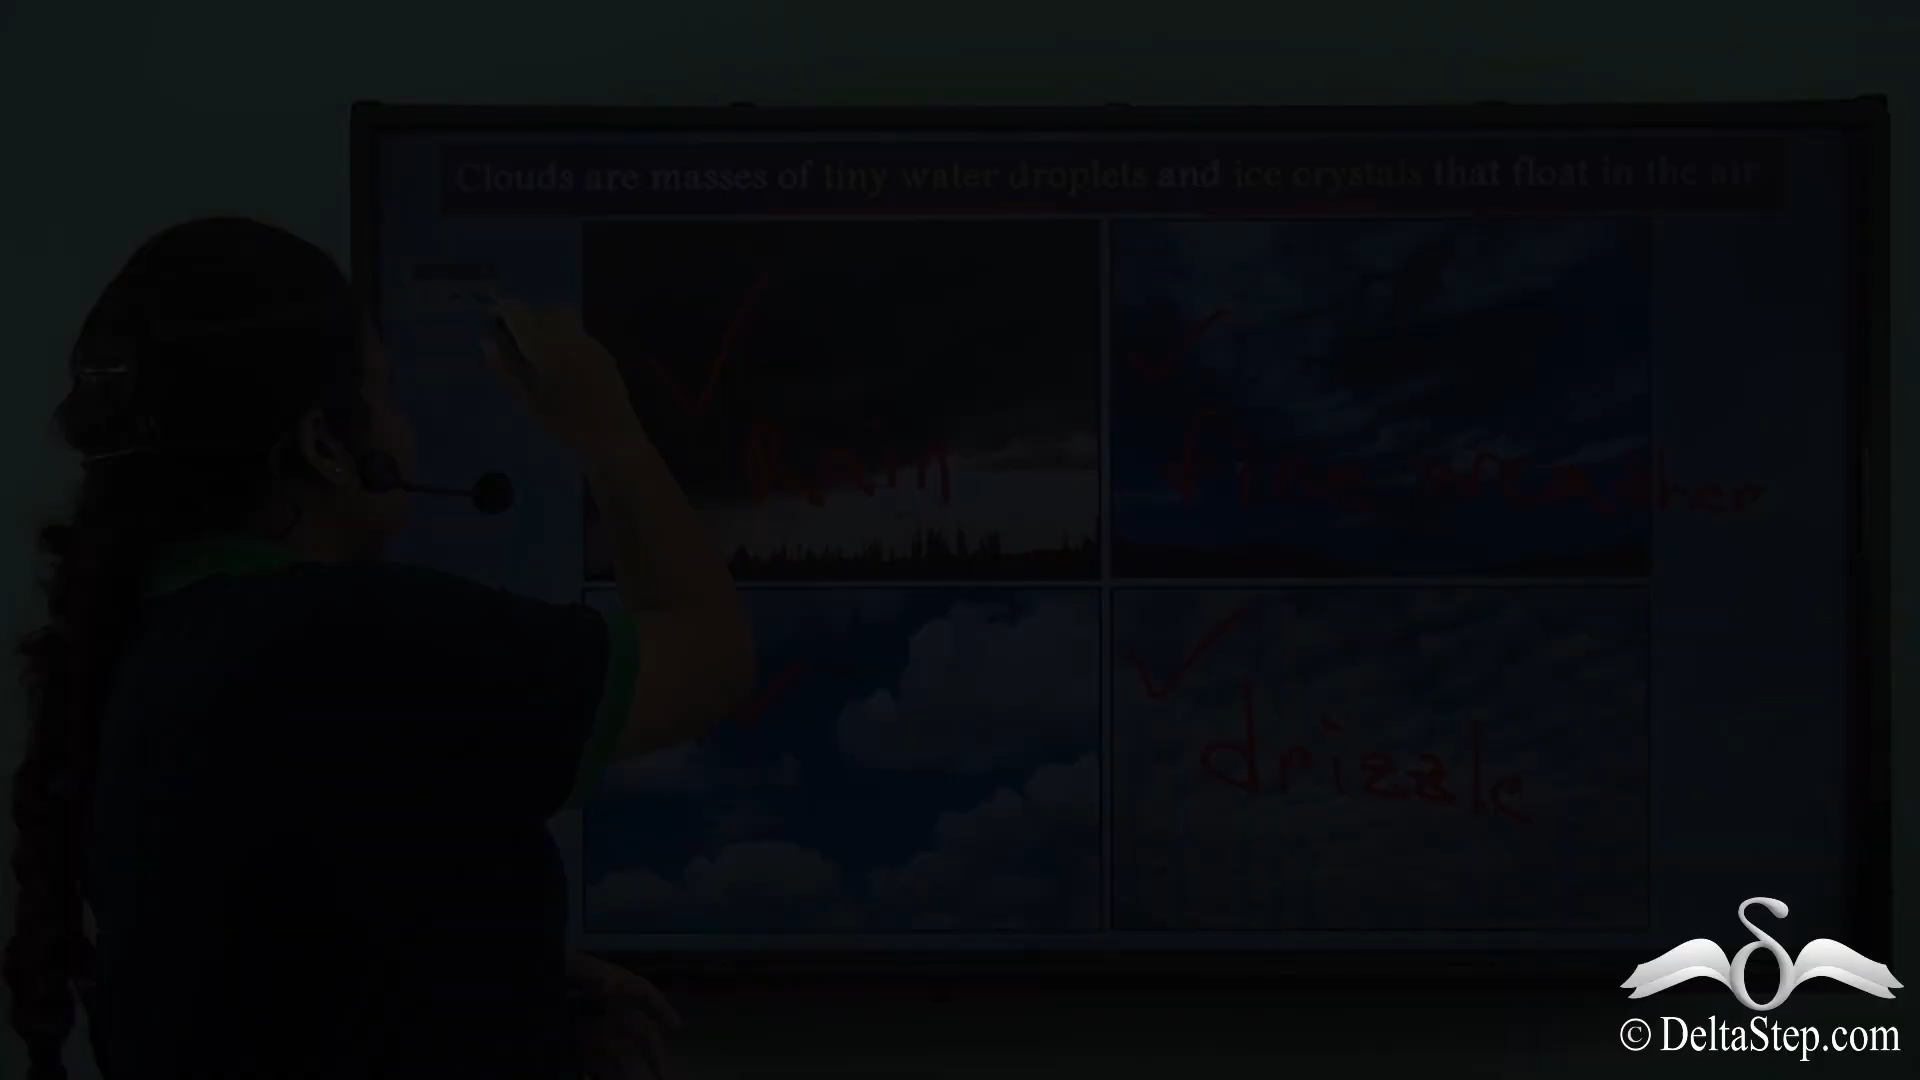 Clouds are masses of tiny water droplets and ice crystals that float in the air.
Rain
fine weather
drizzle
© DeltaStep.com